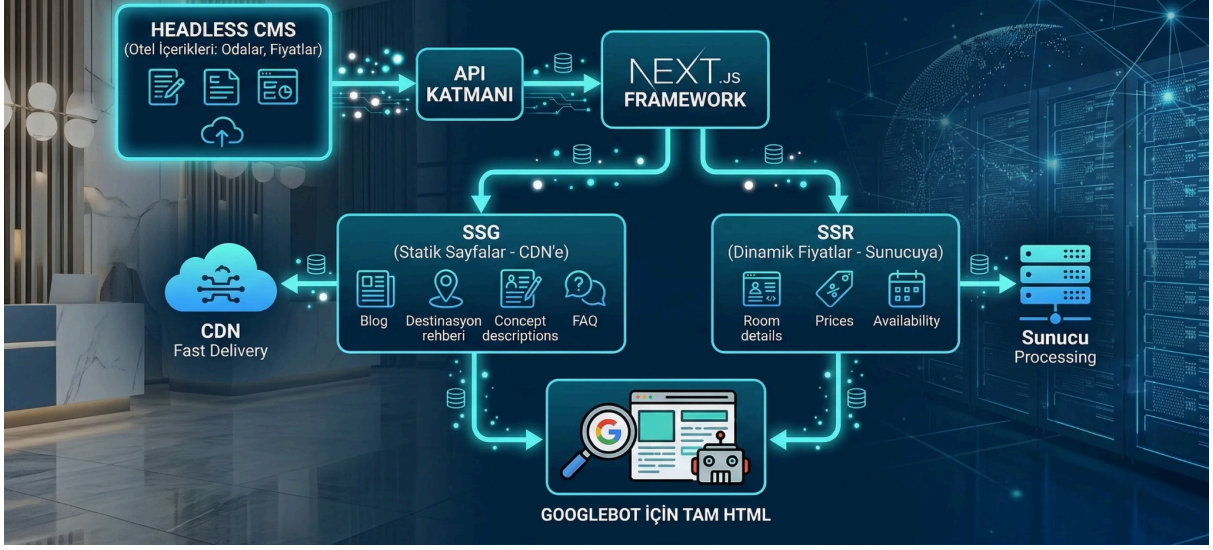 HEADLESS CMS
(Otel İçerikleri: Odalar, Fiyatlar)
API
KATMANI
NEXT.JS
FRAMEWORK
SSG
(Statik Sayfalar - CDN'e)
Blog
Destinasyon
rehberi
Concept
descriptions
FAQ
SSR
(Dinamik Fiyatlar - Sunucuya)
Room
details
Prices
Availability
CDN
Fast Delivery
Sunucu
Processing
G
GOOGLEBOT İÇİN TAM HTML